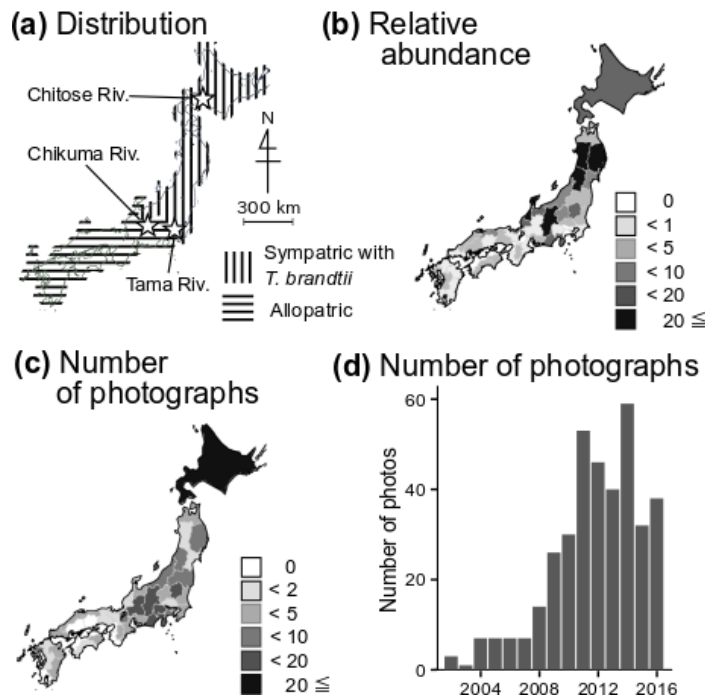 (a) Distribution
Chitose Riv.
Chikuma Riv.
N
300 km
Tama Riv.
Sympatric with
T. brandtii
Allopatric
(b) Relative
abundance
0
< 1
< 5
< 10
< 20
20 ≦
(c) Number
of photographs
0
< 2
< 5
< 10
< 20
20 ≦
(d) Number of photographs
Number of photos
60
40
20
0
2004 2008 2012 2016